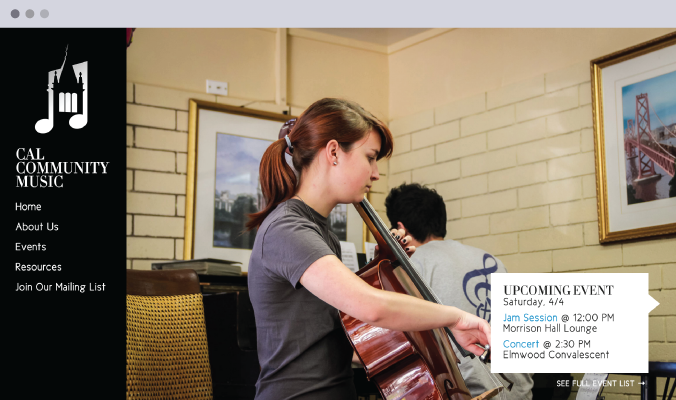 CAL
COMMUNITY
MUSIC
Home
About Us
Events
Resources
Join Our Mailing List
UPCOMING EVENT
Saturday, 4/4
Jam Session @ 12:00 PM
Morrison Hall Lounge
Concert @ 2:30 PM
Elmwood Convalescent
SEE FULL EVENT LIST →